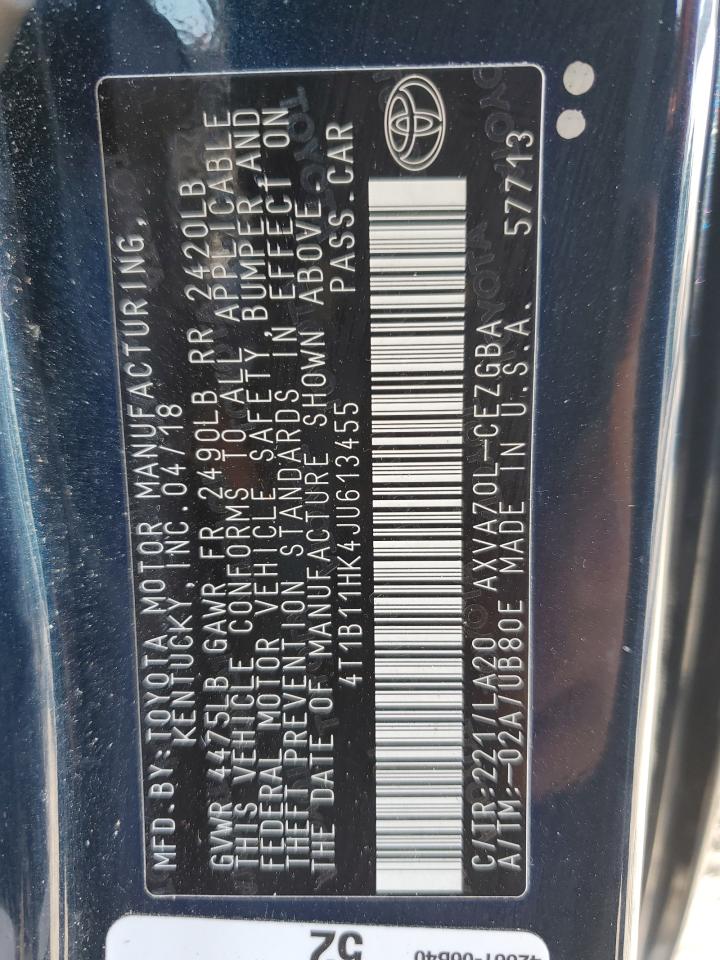 MFD.BY:TOYOTA MOTOR MANUFACTURING,
KENTUCKY,INC.04/18
GVWR 4475LB GAWR FR 2490LB RR 2420LB
THIS VEHICLE CONFORMS TO ALL APPLICABLE
FEDERAL MOTOR VEHICLE SAFETY,BUMPER,AND
THEFT PREVENTION STANDARDS IN EFFECT ON
THE DATE OF MANUFACTURE SHOWN ABOVE.
4T1B11HK4JU613455 PASS.CAR
C/TR:221/LA20 AXVA70L-CEZGBA
A/TM:-02A/UB80E MADE IN U.S.A. 57713
52